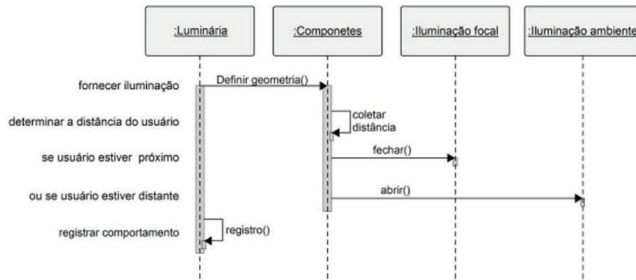 :Luminária
:Componetes
:Iluminação focal
:Iluminação ambiente
fornecer iluminação
Definir geometria()
determinar a distância do usuário
coletar
distância
se usuário estiver próximo
fechar()
ou se usuário estiver distante
abrir()
registrar comportamento
registro()